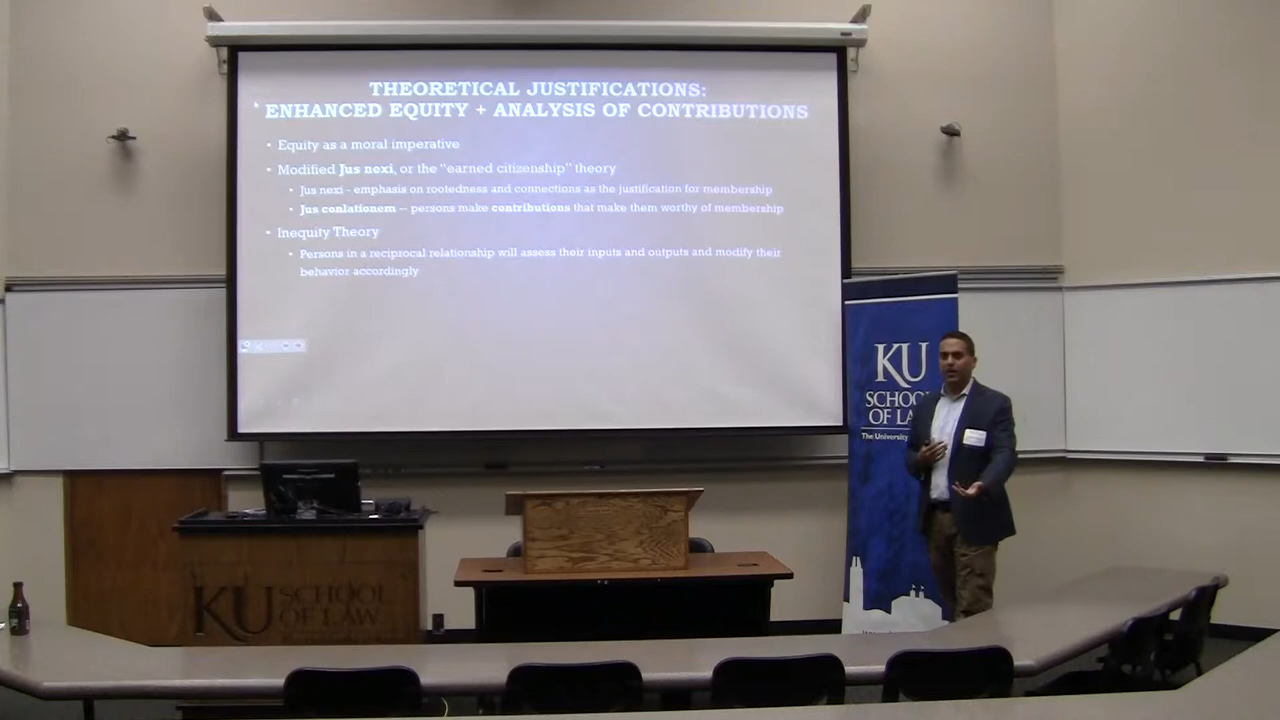 THEORETICAL JUSTIFICATIONS:
ENHANCED EQUITY + ANALYSIS OF CONTRIBUTIONS
• Equity as a moral imperative
• Modified Jus nexi, or the "earned citizenship" theory
• Jus nexi - emphasis on rootedness and connections as the justification for membership
• Jus conlationem – persons make contributions that make them worthy of membership
• Inequity Theory
• Persons in a reciprocal relationship will assess their inputs and outputs and modify their
behavior accordingly
KU
SCHOOL
OF LA
The University
KU SCHOOL
OF LAW